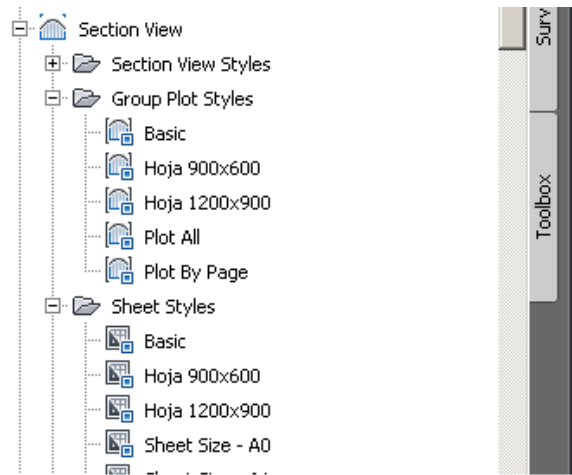 Section View
Section View Styles
Group Plot Styles
Basic
Hoja 900x600
Hoja 1200x900
Plot All
Plot By Page
Sheet Styles
Basic
Hoja 900x600
Hoja 1200x900
Sheet Size - A0
Surv
Toolbox